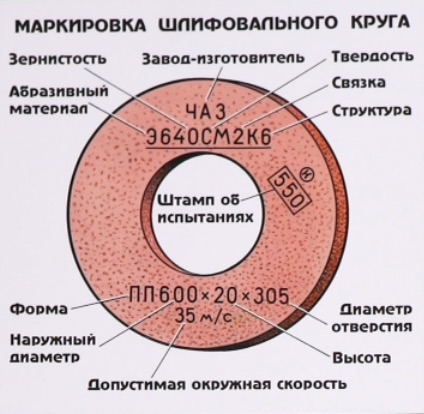 МАРКИРОВКА ШЛИФОВАЛЬНОГО КРУГА
Зернистость
Завод-изготовитель
Твердость
Абразивный
материал
Связка
Структура
ЧАЗ
Э640СМ2К6
Штамп об
испытаниях
550
И
ПП600×20×305
35 м/с
Форма
Наружный
диаметр
Диаметр
отверстия
Высота
Допустимая окружная скорость